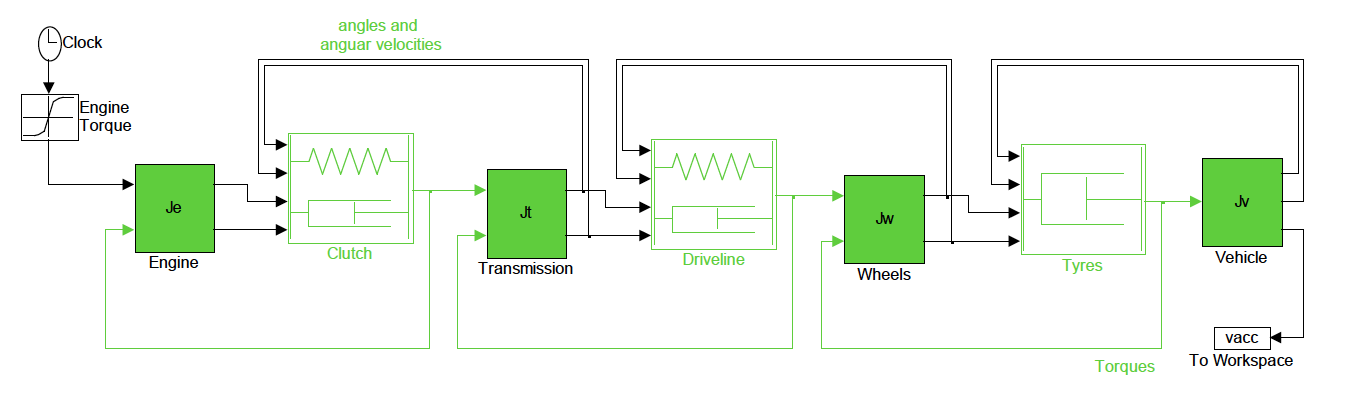 angles and
anguar velocities
Clock
Engine
Torque
Je
Engine
Clutch
Jt
Transmission
Driveline
Jw
Wheels
Tyres
Jv
Vehicle
vacc
To Workspace
Torques